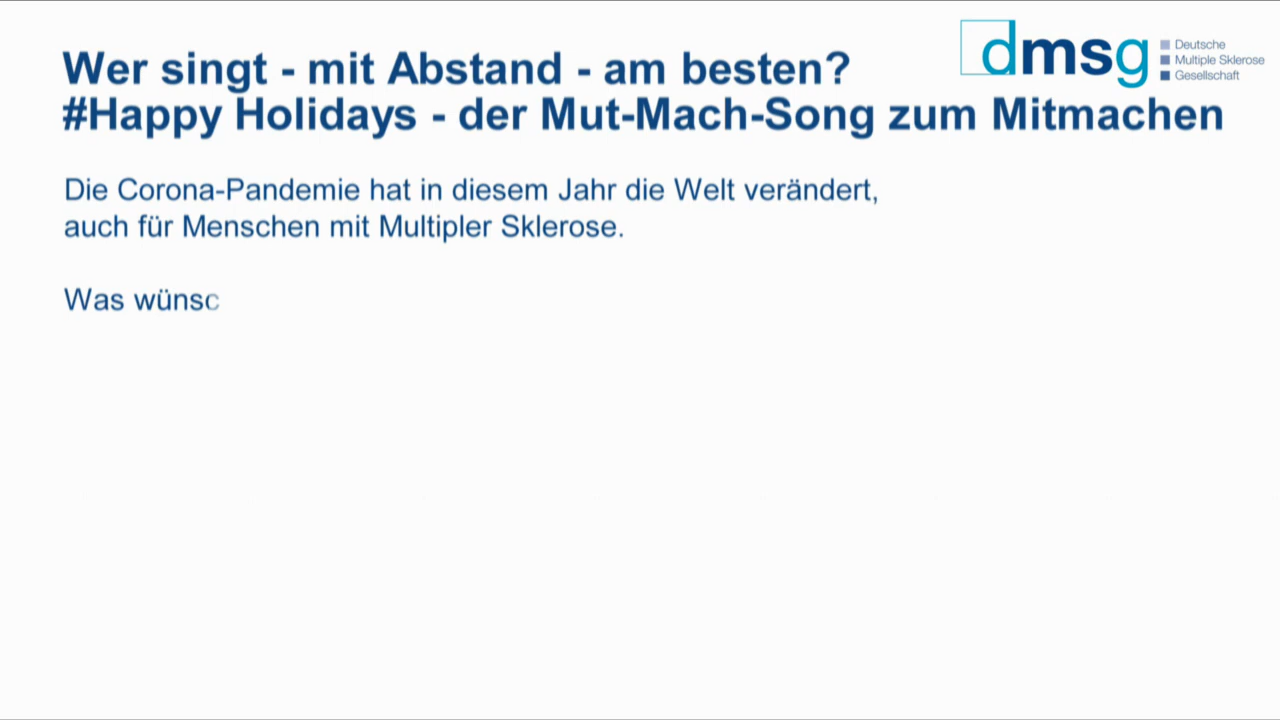 Wer singt - mit Abstand - am besten?
#Happy Holidays - der Mut-Mach-Song zum Mitmachen
dmsg
Deutsche
Multiple Sklerose
Gesellschaft
Die Corona-Pandemie hat in diesem Jahr die Welt verändert,
auch für Menschen mit Multipler Sklerose.
Was wünsc